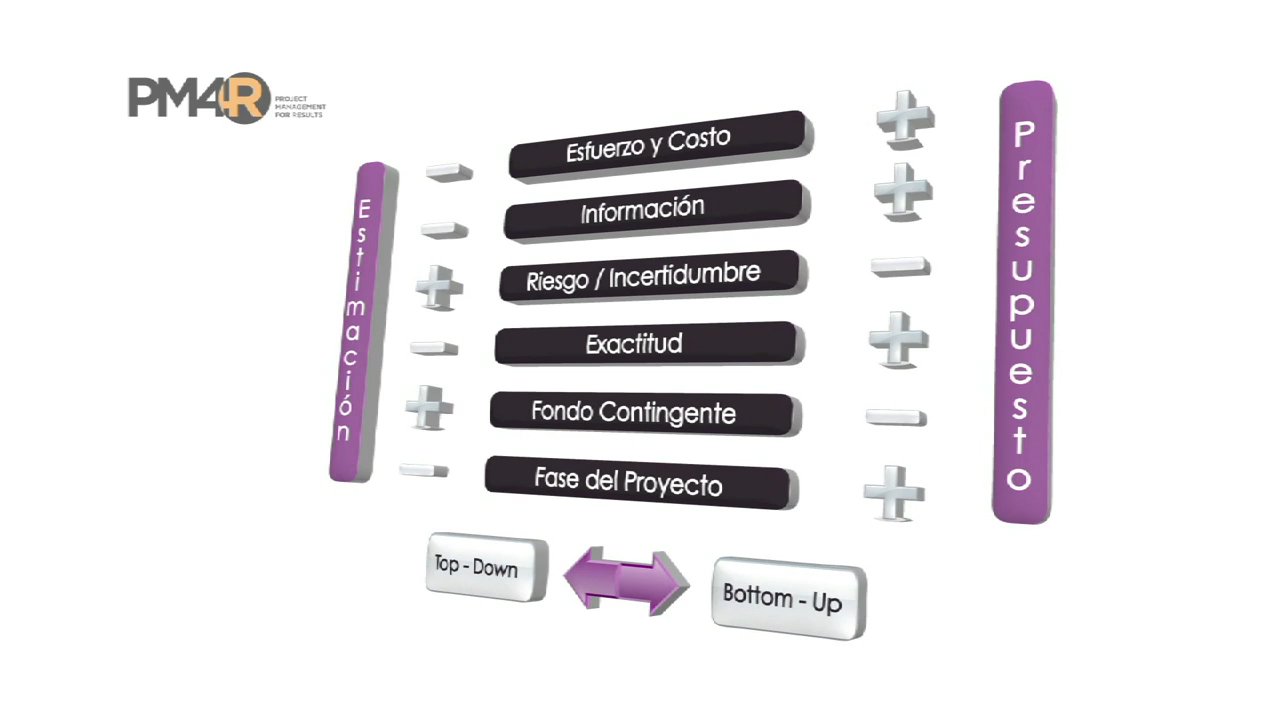 PM4R
PROJECT
MANAGEMENT
FOR RESULTS
Estimación
Esfuerzo y Costo
Información
Riesgo / Incertidumbre
Exactitud
Fondo Contingente
Fase del Proyecto
Presupuesto
Top - Down
Bottom - Up